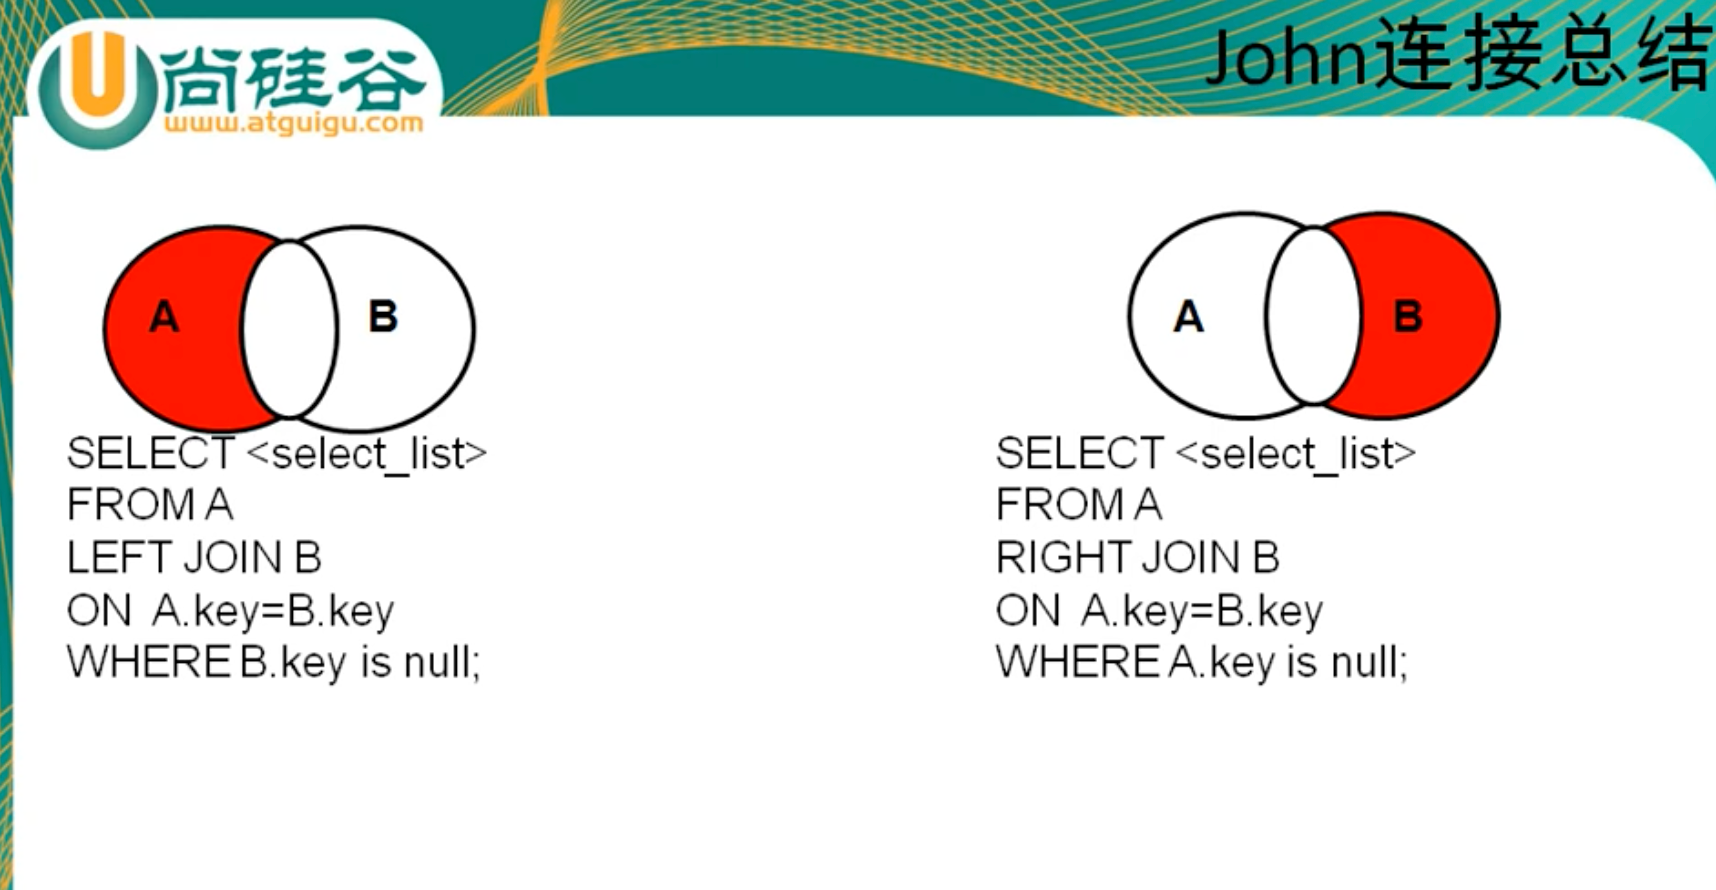 尚硅谷
www.atguigu.com
John连接总结
A
B
SELECT <select_list>
FROM A
LEFT JOIN B
ON A.key=B.key
WHERE B.key is null;
A
B
SELECT <select_list>
FROM A
RIGHT JOIN B
ON A.key=B.key
WHERE A.key is null;